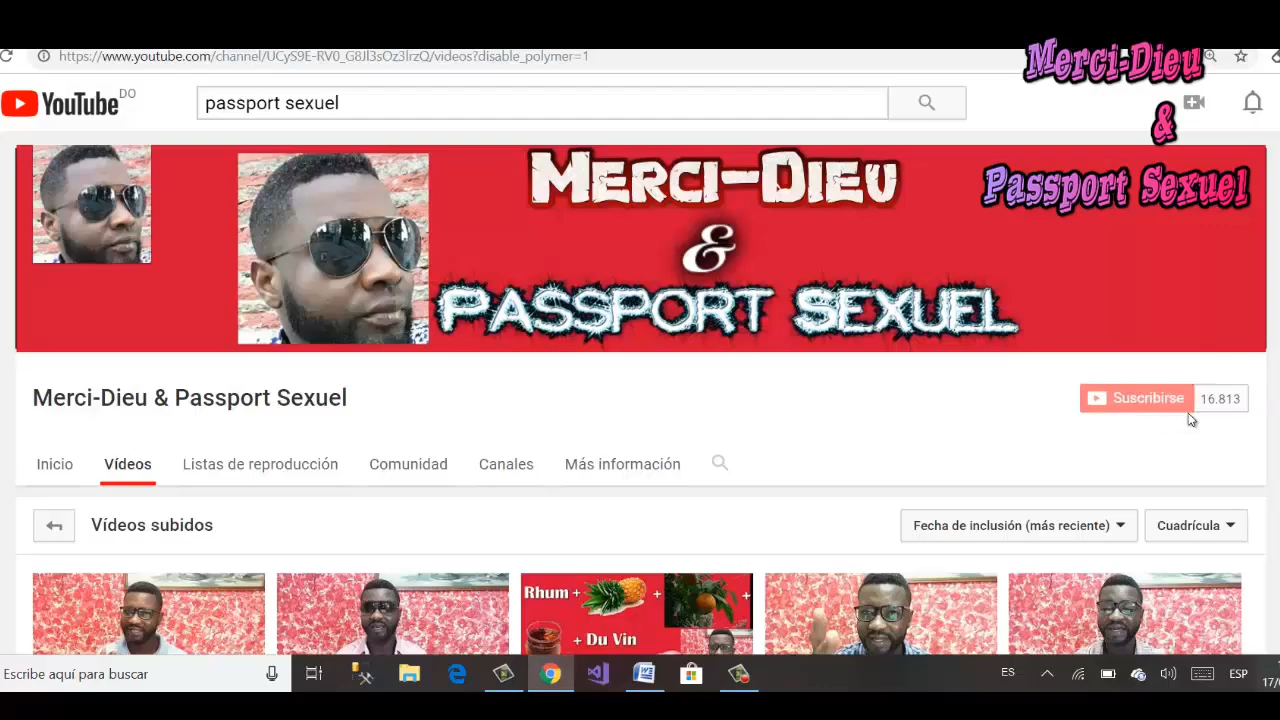 https://www.youtube.com/channel/UCyS9E-RV0_G8Jl3sOz3lrzQ/videos?disable_polymer=1
Merci-Dieu
&
Passport Sexuel
YouTube DO
passport sexuel
Merci-Dieu
&
Passport Sexuel
Merci-Dieu & Passport Sexuel
Suscribirse 16.813
Inicio Vídeos Listas de reproducción Comunidad Canales Más información
Vídeos subidos
Fecha de inclusión (más reciente) Cuadrícula
Rhum + + +
+ Du Vin
Escribe aquí para buscar
ES ESP
17/